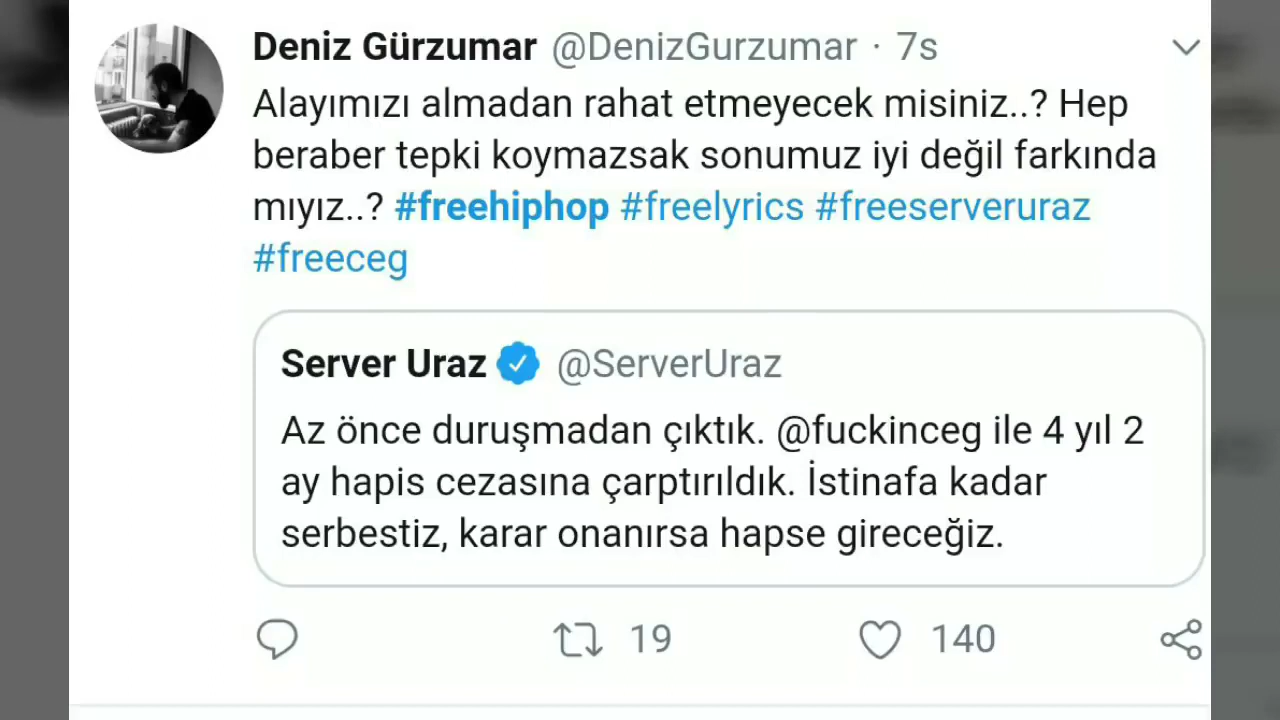 Deniz Gürzumar @DenizGurzumar · 7s
Alayımızı almadan rahat etmeyecek misiniz..? Hep
beraber tepki koymazsak sonumuz iyi değil farkında
mıyız..? #freehiphop #freelyrics #freeserveruraz
#freeceg
Server Uraz @ServerUraz
Az önce duruşmadan çıktık. @fuckinceg ile 4 yıl 2
ay hapis cezasına çarptırıldık. İstinafa kadar
serbestiz, karar onanırsa hapse gireceğiz.
19 140